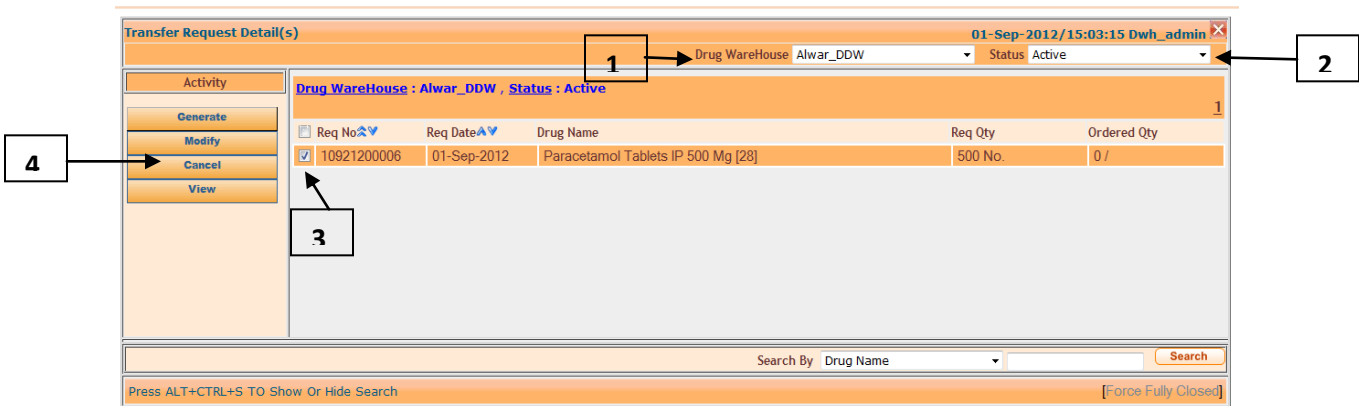 Transfer Request Detail(s) 01-Sep-2012/15:03:15 Dwh_admin
1 Drug WareHouse Alwar_DDW Status Active 2
Activity
Drug WareHouse : Alwar_DDW , Status : Active
1
Generate
Modify
Cancel
View
4
Req No Req Date Drug Name Req Qty Ordered Qty
10921200006 01-Sep-2012 Paracetamol Tablets IP 500 Mg [28] 500 No. 0 /
3
Search By Drug Name Search
Press ALT+CTRL+S TO Show Or Hide Search [Force Fully Closed]